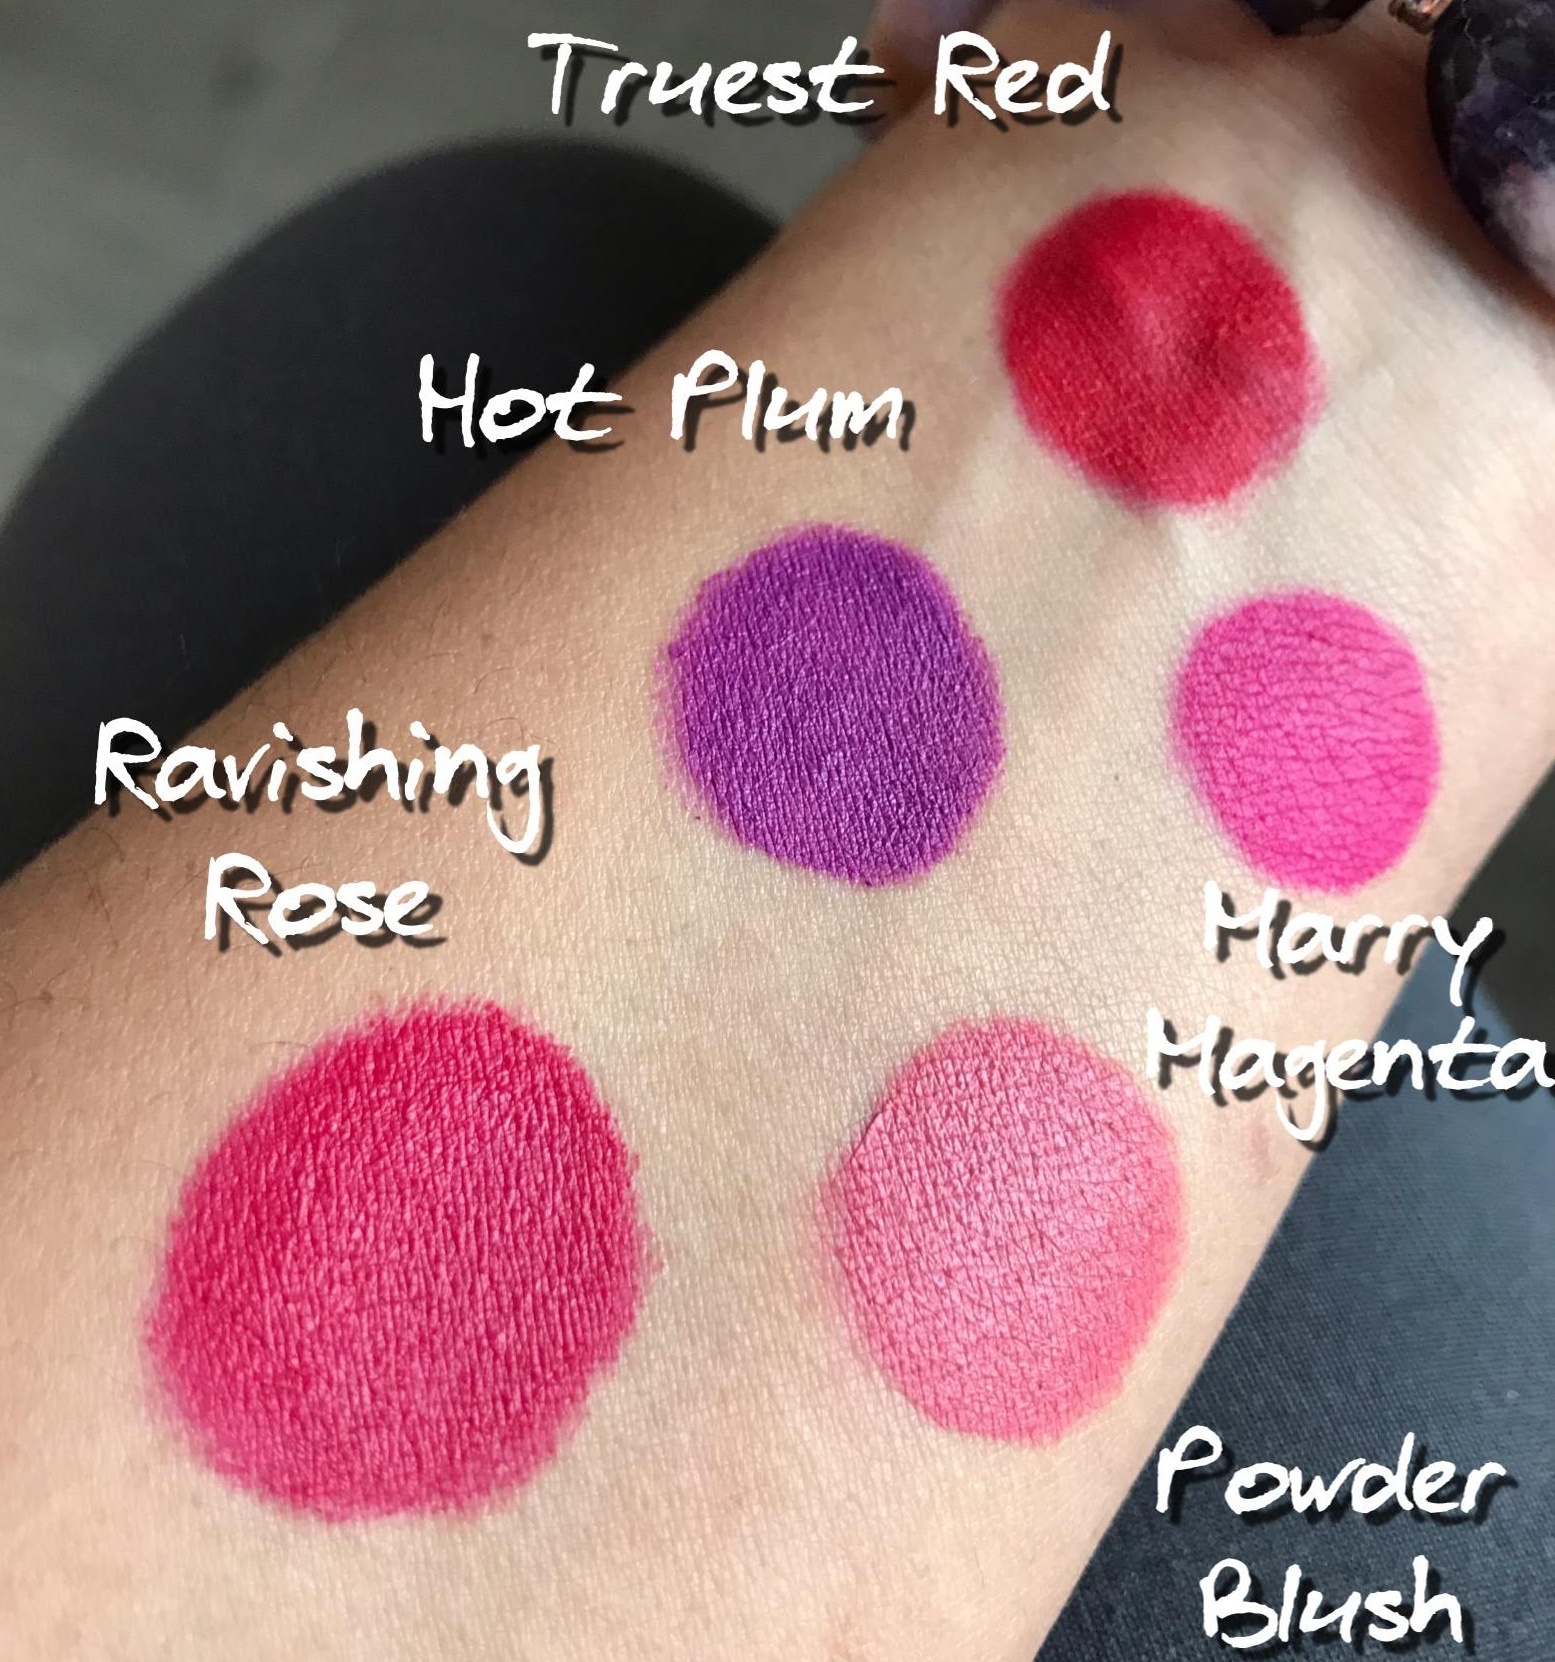 Truest Red
Hot Plum
Ravishing
Rose
Marry
Magenta
Powder
Blush